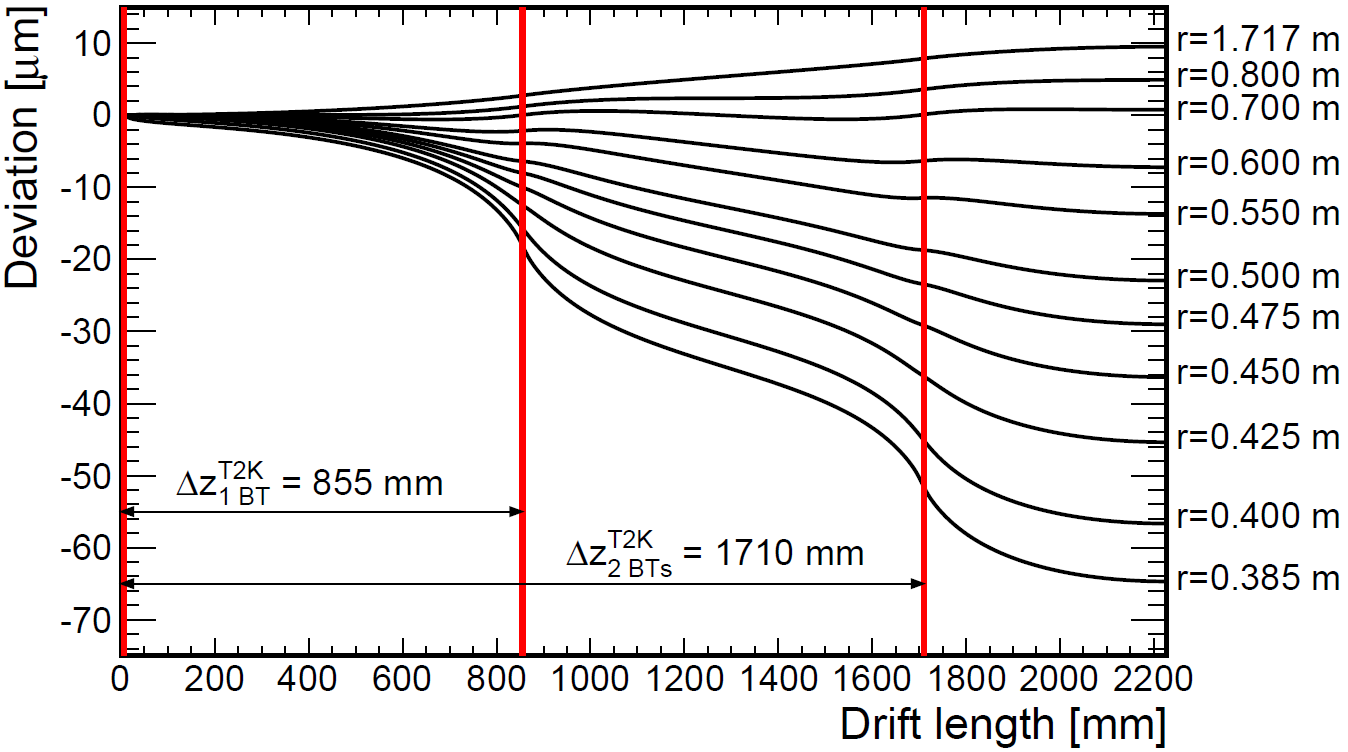 Deviation [μm]
10
0
-10
-20
-30
-40
-50
-60
-70
r=1.717 m
r=0.800 m
r=0.700 m
r=0.600 m
r=0.550 m
r=0.500 m
r=0.475 m
r=0.450 m
r=0.425 m
r=0.400 m
r=0.385 m
Δz^T2K_1 BT = 855 mm
Δz^T2K_2 BTs = 1710 mm
0 200 400 600 800 1000 1200 1400 1600 1800 2000 2200
Drift length [mm]